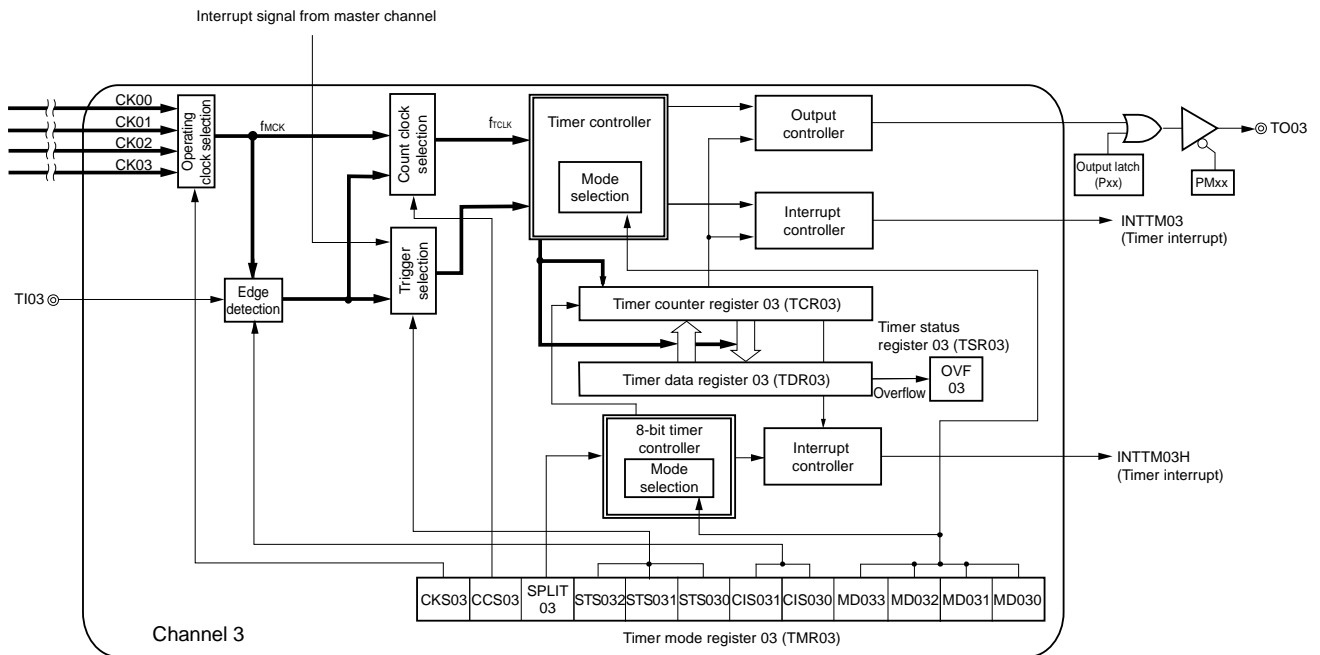 Interrupt signal from master channel
CK00
CK01
CK02
CK03
Operating
clock selection
fMCK
Count clock
selection
fTCLK
Timer controller
Mode
selection
Output
controller
Output latch
(Pxx)
PMxx
TO03
Interrupt
controller
INTTM03
(Timer interrupt)
Trigger
selection
TI03
Edge
detection
Timer counter register 03 (TCR03)
Timer status
register 03 (TSR03)
Timer data register 03 (TDR03)
Overflow
OVF
03
8-bit timer
controller
Mode
selection
Interrupt
controller
INTTM03H
(Timer interrupt)
CKS03 CCS03 SPLIT
03 STS032 STS031 STS030 CIS031 CIS030 MD033 MD032 MD031 MD030
Channel 3
Timer mode register 03 (TMR03)